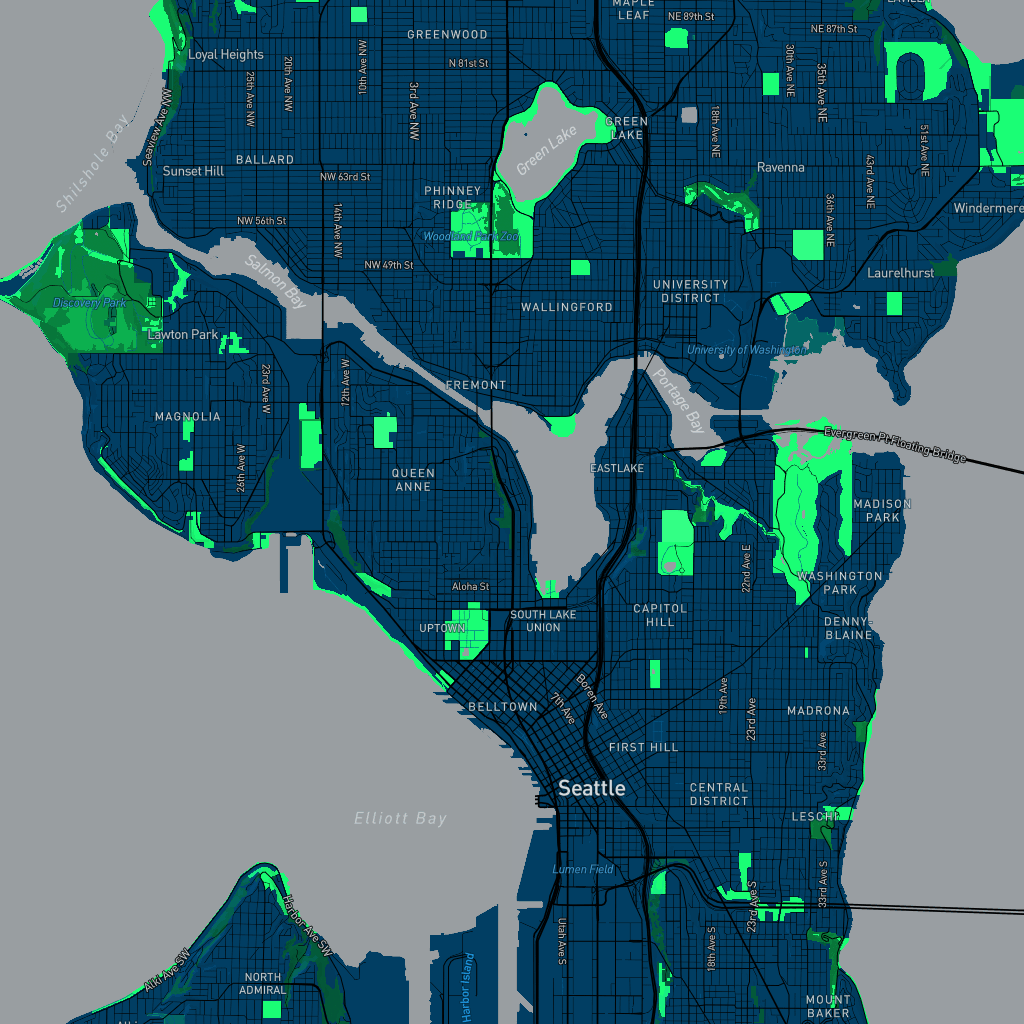 MAPLE
LEAF
NE 89th St
NE 87th St
GREENWOOD
Loyal Heights
10th Ave NW
20th Ave NW
25th Ave NW
N 81st St
3rd Ave NW
30th Ave NE
35th Ave NE
18th Ave NE
51st Ave NE
43rd Ave NE
GREEN
LAKE
Green Lake
Seaview Ave NW
Shilshole Bay
BALLARD
Sunset Hill
NW 63rd St
Ravenna
PHINNEY
RIDGE
36th Ave NE
Windermere
NW 56th St
14th Ave NW
Woodland Park Zoo
NW 49th St
Salmon Bay
Laurelhurst
UNIVERSITY
DISTRICT
Discovery Park
WALLINGFORD
Lawton Park
University of Washington
23rd Ave W
12th Ave W
FREMONT
Portage Bay
MAGNOLIA
Evergreen Pt Floating Bridge
26th Ave W
QUEEN
ANNE
EASTLAKE
MADISON
PARK
22nd Ave E
WASHINGTON
PARK
Aloha St
SOUTH LAKE
UNION
CAPITOL
HILL
UPTOWN
DENNY-
BLAINE
BELLTOWN
7th Ave
Boren Ave
19th Ave
23rd Ave
MADRONA
33rd Ave
FIRST HILL
Seattle
CENTRAL
DISTRICT
Elliott Bay
LESCHI
Lumen Field
33rd Ave S
23rd Ave S
Harbor Ave SW
Utah Ave S
18th Ave S
Alki Ave SW
NORTH
ADMIRAL
Harbor Island
MOUNT
BAKER